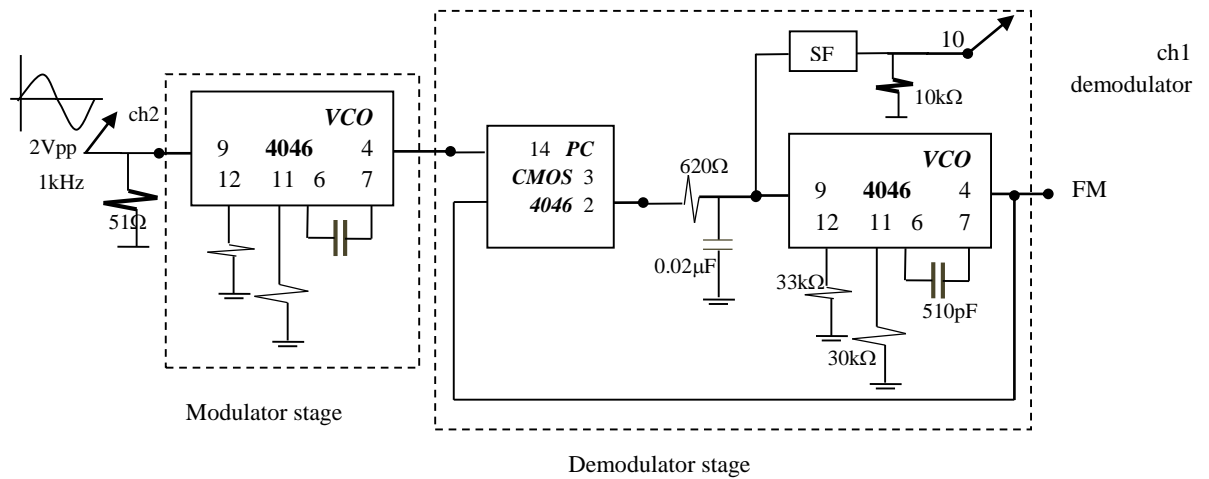 10
ch1
demodulator
SF
10kΩ
ch2
2Vpp
1kHz
51Ω
VCO
9 4046 4
12 11 6 7
14 PC
CMOS 3
4046 2
620Ω
0.02µF
VCO
9 4046 4
12 11 6 7
33kΩ
510pF
30kΩ
FM
Modulator stage
Demodulator stage